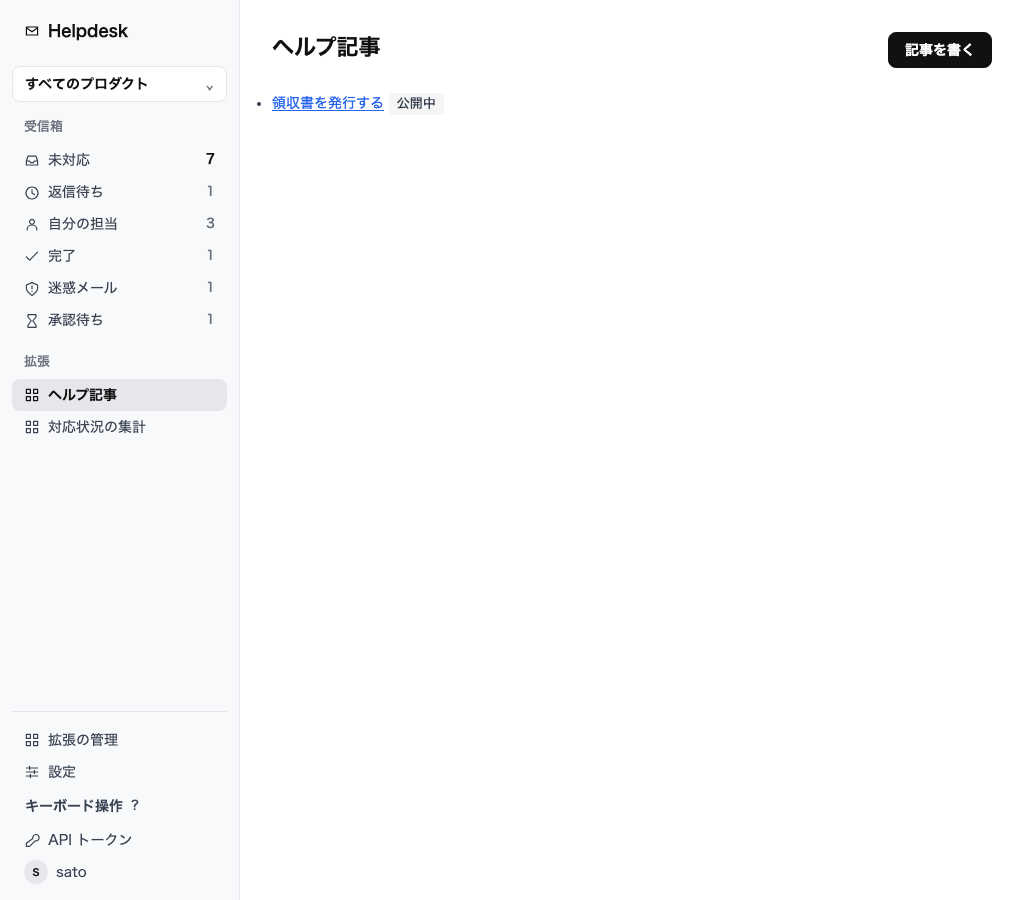 Helpdesk
すべてのプロダクト
受信箱
未対応 7
返信待ち 1
自分の担当 3
完了 1
迷惑メール 1
承認待ち 1
拡張
ヘルプ記事
対応状況の集計
拡張の管理
設定
キーボード操作 ?
API トークン
S sato
ヘルプ記事
記事を書く
領収書を発行する 公開中